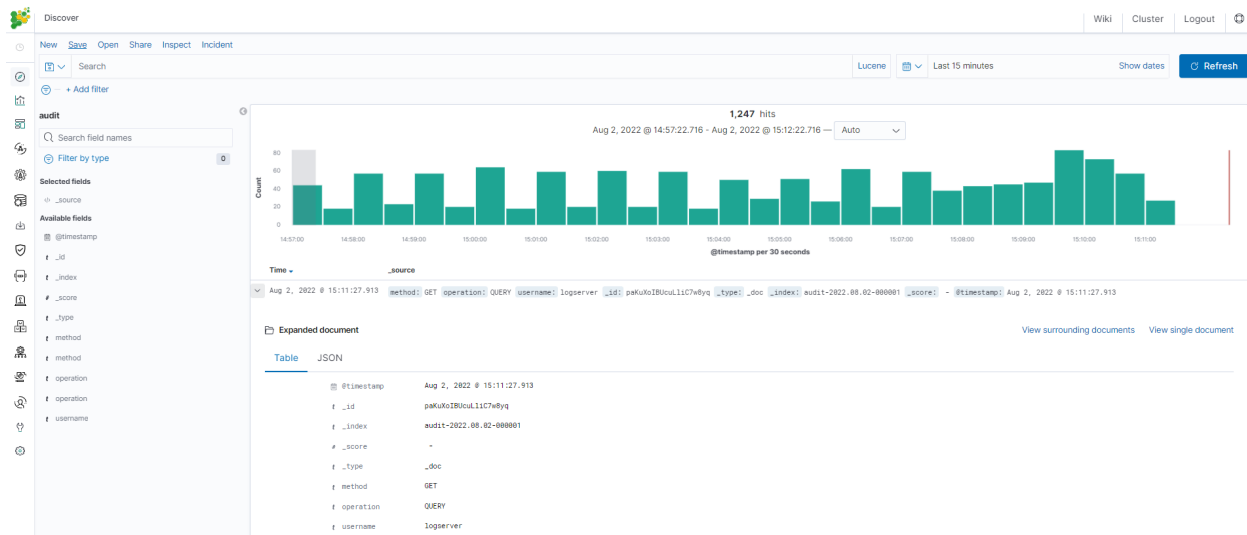 Discover
Wiki Cluster Logout
New Save Open Share Inspect Incident
Search Lucene Last 15 minutes Show dates Refresh
+ Add filter
audit
Search field names
Filter by type 0
Selected fields
_source
Available fields
@timestamp
t _id
t _index
# _score
t _type
t method
t method
t operation
t operation
t username
1,247 hits
Aug 2, 2022 @ 14:57:22.716 - Aug 2, 2022 @ 15:12:22.716 — Auto
Count
80
60
40
20
0
14:57:00 14:58:00 14:59:00 15:00:00 15:01:00 15:02:00 15:03:00 15:04:00 15:05:00 15:06:00 15:07:00 15:08:00 15:09:00 15:10:00 15:11:00
@timestamp per 30 seconds
Time _source
Aug 2, 2022 @ 15:11:27.913 method: GET operation: QUERY username: logserver _id: paKuXoIBUcuLliC7w8yq _type: _doc _index: audit-2022.08.02-000001 _score: - @timestamp: Aug 2, 2022 @ 15:11:27.913
Expanded document View surrounding documents View single document
Table JSON
@timestamp Aug 2, 2022 @ 15:11:27.913
t _id paKuXoIBUcuLliC7w8yq
t _index audit-2022.08.02-000001
# _score -
t _type _doc
t method GET
t operation QUERY
t username logserver